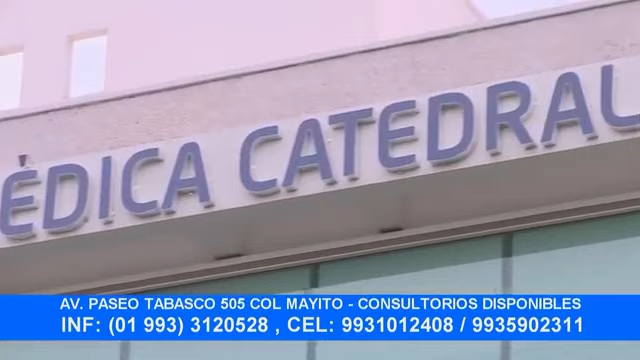 ÉDICA CATEDRAL
AV. PASEO TABASCO 505 COL MAYITO - CONSULTORIOS DISPONIBLES
INF: (01 993) 3120528 , CEL: 9931012408 / 9935902311